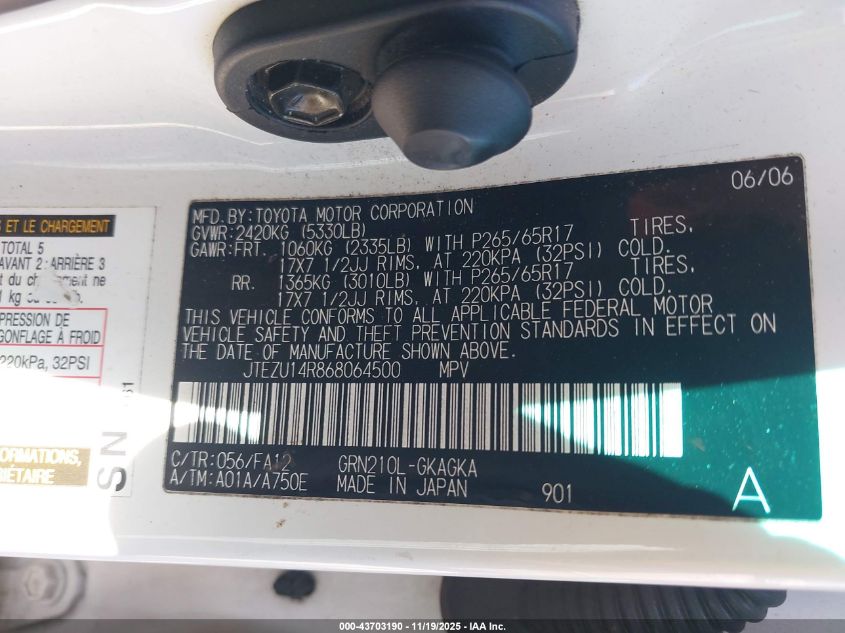 06/06
MFD. BY: TOYOTA MOTOR CORPORATION
GVWR: 2420KG (5330LB)
GAWR: FRT. 1060KG (2335LB) WITH P265/65R17 TIRES,
17X7 1/2JJ RIMS, AT 220KPA (32PSI) COLD.
RR. 1365KG (3010LB) WITH P265/65R17 TIRES,
17X7 1/2JJ RIMS, AT 220KPA (32PSI) COLD.
THIS VEHICLE CONFORMS TO ALL APPLICABLE FEDERAL MOTOR
VEHICLE SAFETY AND THEFT PREVENTION STANDARDS IN EFFECT ON
THE DATE OF MANUFACTURE SHOWN ABOVE.
JTEZU14R868064500 MPV
C/TR: 056/FA12 GRN210L-GKAGKA
A/TM: A01A/A750E MADE IN JAPAN 901 A
ET LE CHARGEMENT
TOTAL 5
AVANT 2 : ARRIÈRE 3
ne
PRESSION DE
GONFLAGE À FROID
220kPa, 32PSI
000-43703190 - 11/19/2025 - IAA Inc.